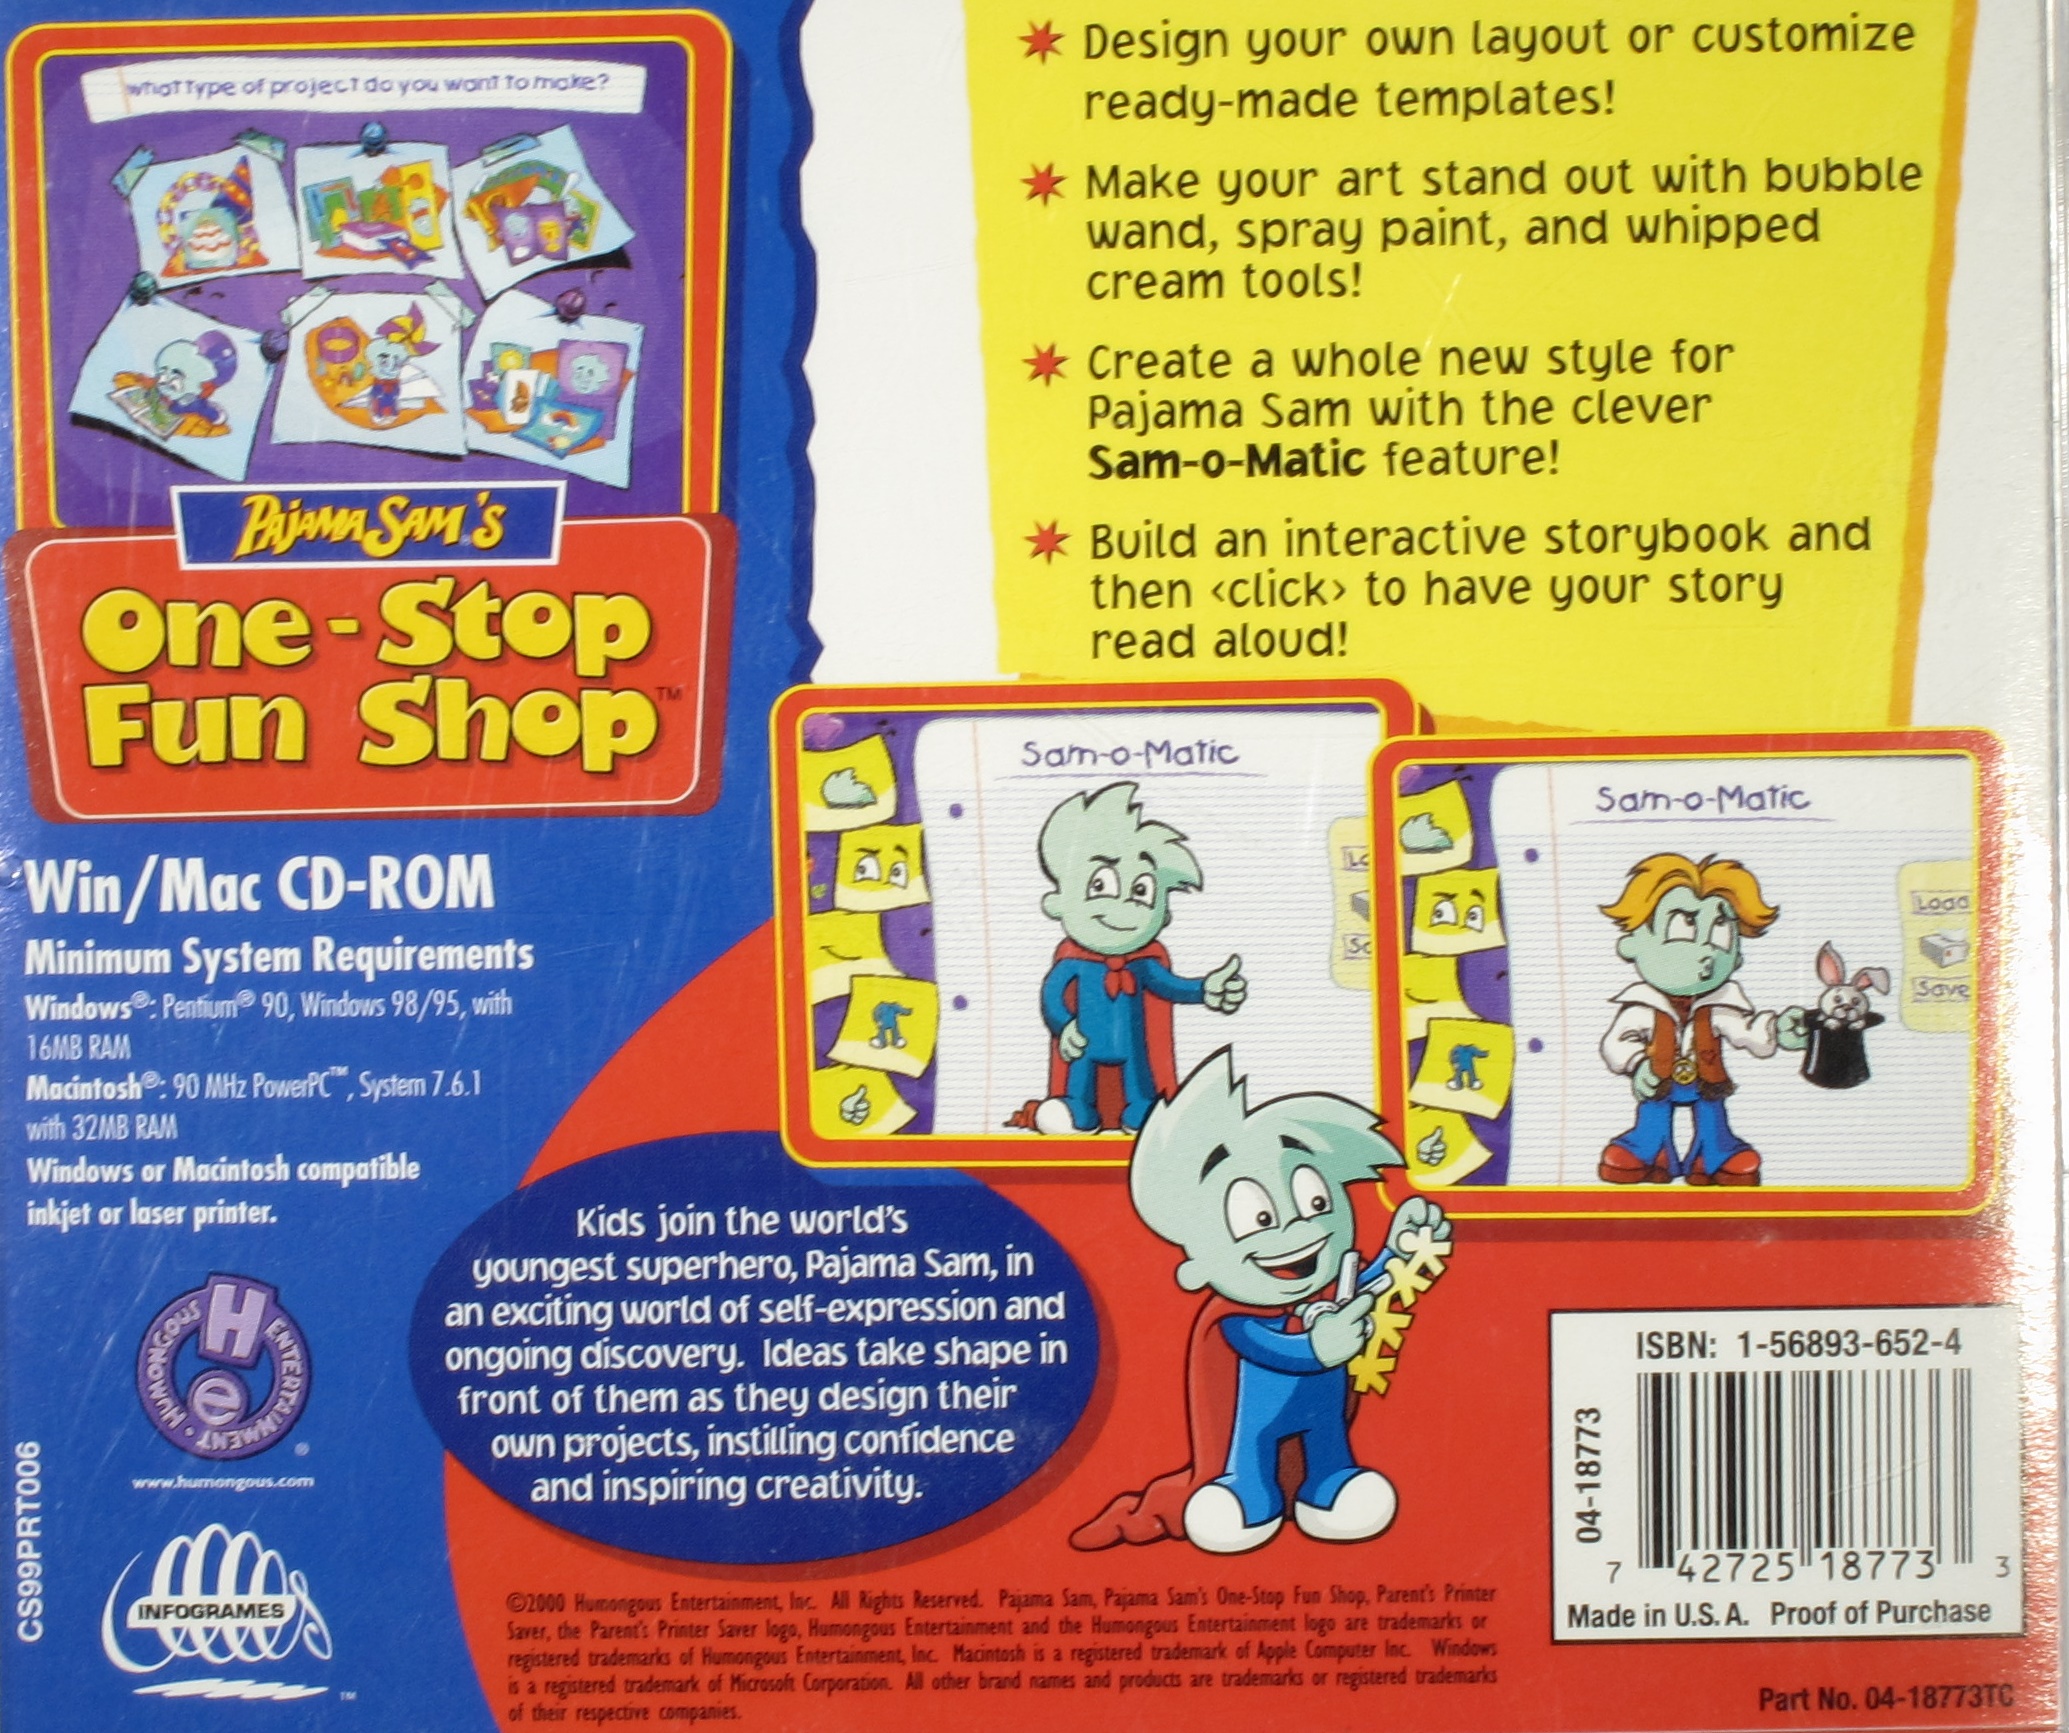 what type of project do you want to make?
PAJAMA SAM'S
One-Stop
Fun Shop™
Win/Mac CD-ROM
Minimum System Requirements
Windows®: Pentium® 90, Windows 98/95, with
16MB RAM
Macintosh®: 90 MHz PowerPC™, System 7.6.1
with 32MB RAM
Windows or Macintosh compatible
inkjet or laser printer.
HUMONGOUS ENTERTAINMENT
H
e
®
www.humongous.com
INFOGRAMES
™
CS99PRT006
Design your own layout or customize
ready-made templates!
Make your art stand out with bubble
wand, spray paint, and whipped
cream tools!
Create a whole new style for
Pajama Sam with the clever
Sam-o-Matic feature!
Build an interactive storybook and
then <click> to have your story
read aloud!
Sam-o-Matic
Lo
Sa
Sam-o-Matic
Load
Save
Kids join the world's
youngest superhero, Pajama Sam, in
an exciting world of self-expression and
ongoing discovery. Ideas take shape in
front of them as they design their
own projects, instilling confidence
and inspiring creativity.
©2000 Humongous Entertainment, Inc. All Rights Reserved. Pajama Sam, Pajama Sam's One-Stop Fun Shop, Parent's Printer
Saver, the Parent's Printer Saver logo, Humongous Entertainment and the Humongous Entertainment logo are trademarks or
registered trademarks of Humongous Entertainment, Inc. Macintosh is a registered trademark of Apple Computer Inc. Windows
is a registered trademark of Microsoft Corporation. All other brand names and products are trademarks or registered trademarks
of their respective companies.
ISBN: 1-56893-652-4
04-18773
7 42725 18773 3
Made in U.S.A. Proof of Purchase
Part No. 04-18773TC